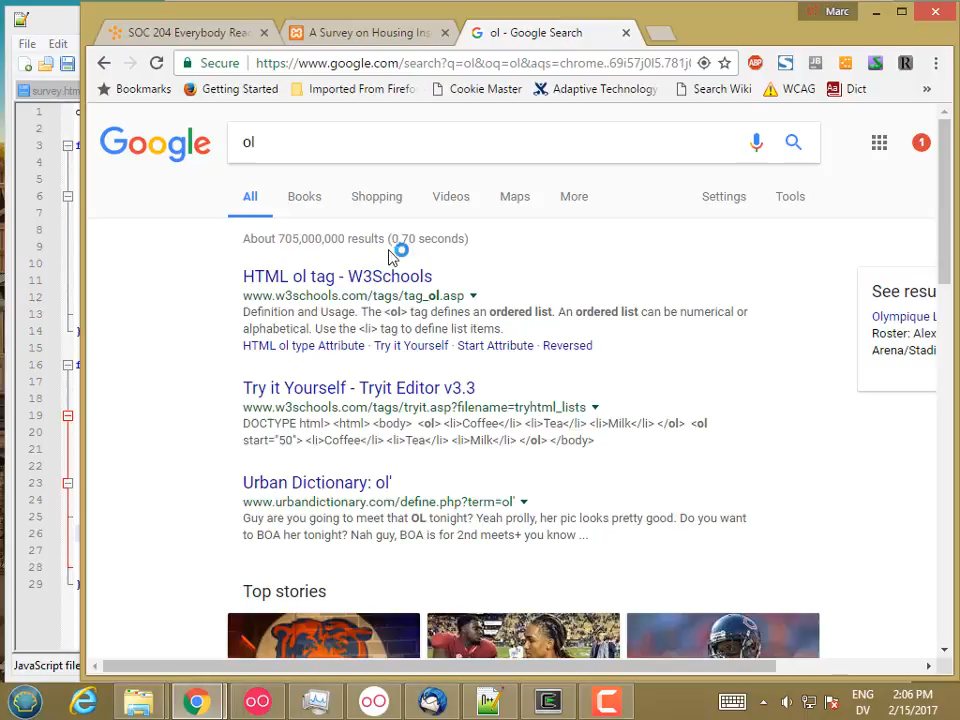 Marc
SOC 204 Everybody Rea
A Survey on Housing Ins
ol - Google Search
File Edit
Secure
https://www.google.com/search?q=ol&oq=ol&aqs=chrome..69i57j0l5.781j0
Bookmarks
Getting Started
Imported From Firefo
Cookie Master
Adaptive Technology
Search Wiki
WCAG
Dict
»
survey.htm
Google
ol
1
All
Books
Shopping
Videos
Maps
More
Settings
Tools
About 705,000,000 results (0.70 seconds)
HTML ol tag - W3Schools
www.w3schools.com/tags/tag_ol.asp
Definition and Usage. The <ol> tag defines an ordered list. An ordered list can be numerical or
alphabetical. Use the <li> tag to define list items.
HTML ol type Attribute · Try it Yourself · Start Attribute · Reversed
See resu
Olympique L
Roster: Alex
Arena/Stadi
Try it Yourself - Tryit Editor v3.3
www.w3schools.com/tags/tryit.asp?filename=tryhtml_lists
DOCTYPE html> <html> <body> <ol> <li>Coffee</li> <li>Tea</li> <li>Milk</li> </ol> <ol
start="50"> <li>Coffee</li> <li>Tea</li> <li>Milk</li> </ol> </body>
Urban Dictionary: ol'
www.urbandictionary.com/define.php?term=ol'
Guy are you going to meet that OL tonight? Yeah prolly, her pic looks pretty good. Do you want
to BOA her tonight? Nah guy, BOA is for 2nd meets+ you know ...
Top stories
1
2
3
4
5
6
7
8
9
10
11
12
13
14
15
16
17
18
19
20
21
22
23
24
25
26
27
28
29
JavaScript file
ENG
DV
2:06 PM
2/15/2017